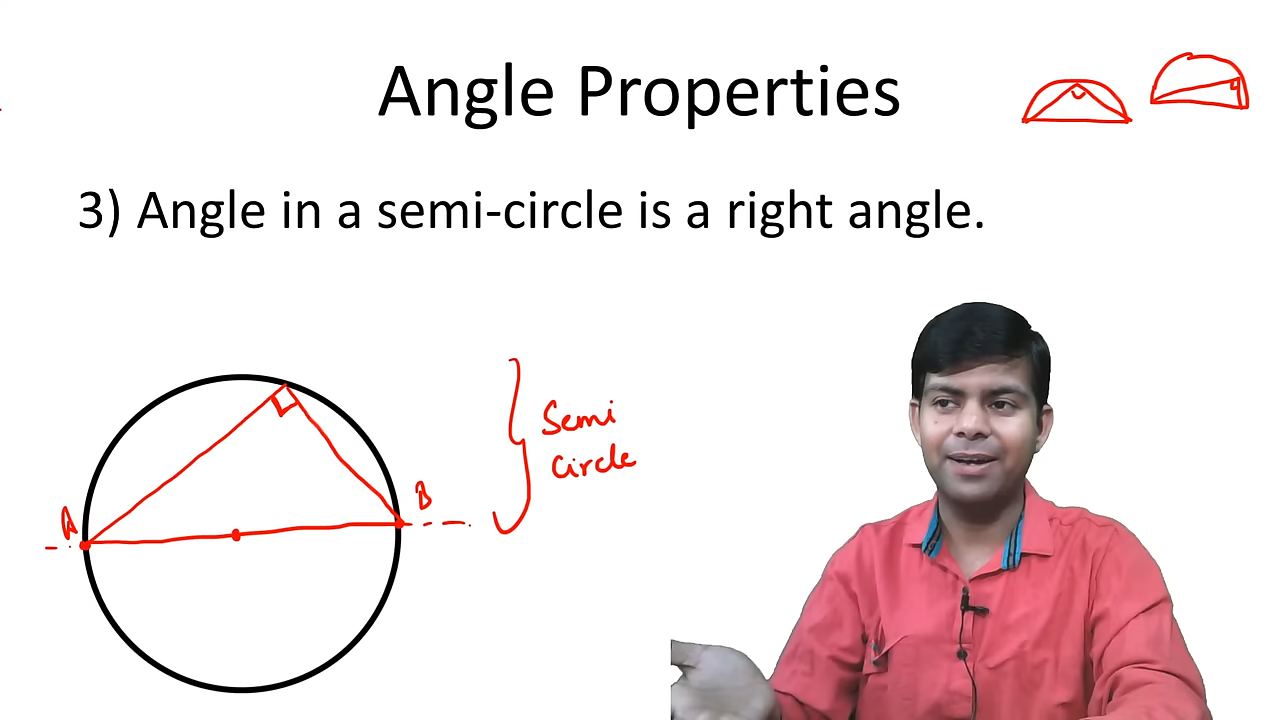 Angle Properties
3) Angle in a semi-circle is a right angle.
A
B
Semi
Circle